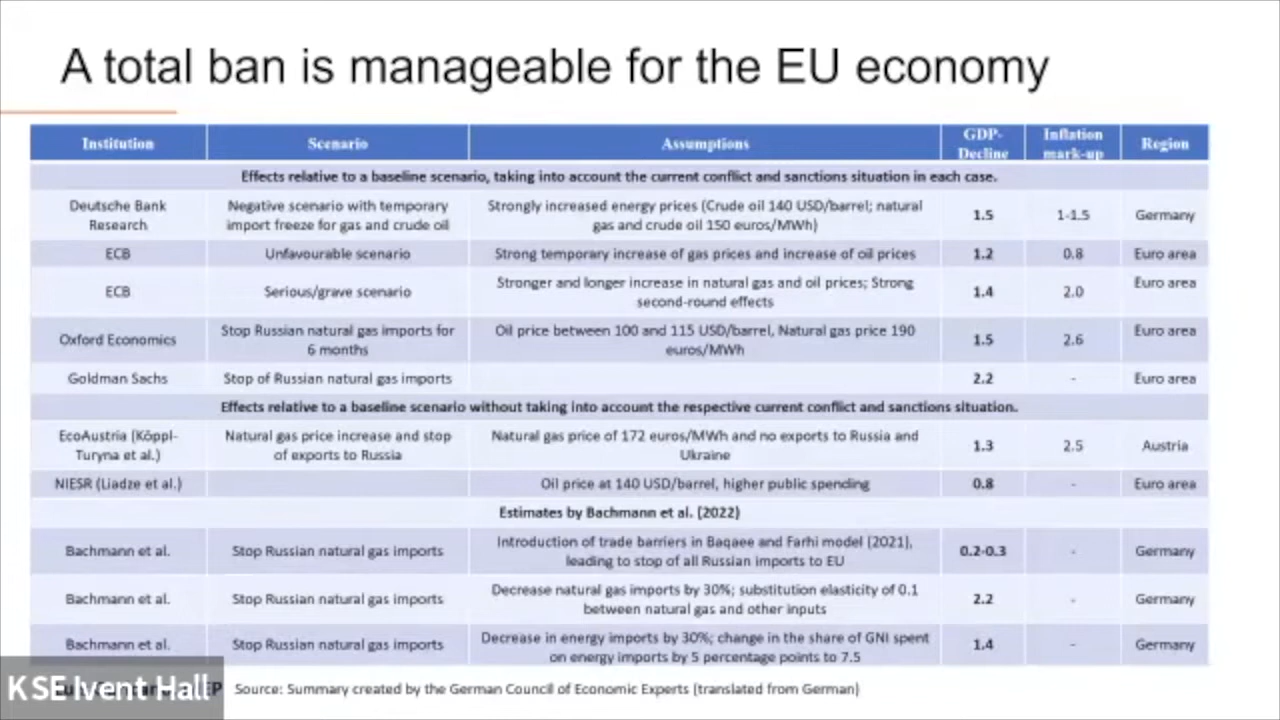 A total ban is manageable for the EU economy
Institution Scenario Assumptions GDP-Decline Inflation mark-up Region
Effects relative to a baseline scenario, taking into account the current conflict and sanctions situation in each case.
Deutsche Bank Research Negative scenario with temporary import freeze for gas and crude oil Strongly increased energy prices (Crude oil 140 USD/barrel; natural gas and crude oil 150 euros/MWh) 1.5 1-1.5 Germany
ECB Unfavourable scenario Strong temporary increase of gas prices and increase of oil prices 1.2 0.8 Euro area
ECB Serious/grave scenario Stronger and longer increase in natural gas and oil prices; Strong second-round effects 1.4 2.0 Euro area
Oxford Economics Stop Russian natural gas imports for 6 months Oil price between 100 and 115 USD/barrel, Natural gas price 190 euros/MWh 1.5 2.6 Euro area
Goldman Sachs Stop of Russian natural gas imports 2.2 - Euro area
Effects relative to a baseline scenario without taking into account the respective current conflict and sanctions situation.
EcoAustria (Köppl-Turyna et al.) Natural gas price increase and stop of exports to Russia Natural gas price of 172 euros/MWh and no exports to Russia and Ukraine 1.3 2.5 Austria
NIESR (Liadze et al.) Oil price at 140 USD/barrel, higher public spending 0.8 - Euro area
Estimates by Bachmann et al. (2022)
Bachmann et al. Stop Russian natural gas imports Introduction of trade barriers in Baqaee and Farhi model (2021), leading to stop of all Russian imports to EU 0.2-0.3 - Germany
Bachmann et al. Stop Russian natural gas imports Decrease natural gas imports by 30%; substitution elasticity of 0.1 between natural gas and other inputs 2.2 - Germany
Bachmann et al. Stop Russian natural gas imports Decrease in energy imports by 30%; change in the share of GNI spent on energy imports by 5 percentage points to 7.5 1.4 - Germany
KSE Ivent Hall
Source: Summary created by the German Council of Economic Experts (translated from German)